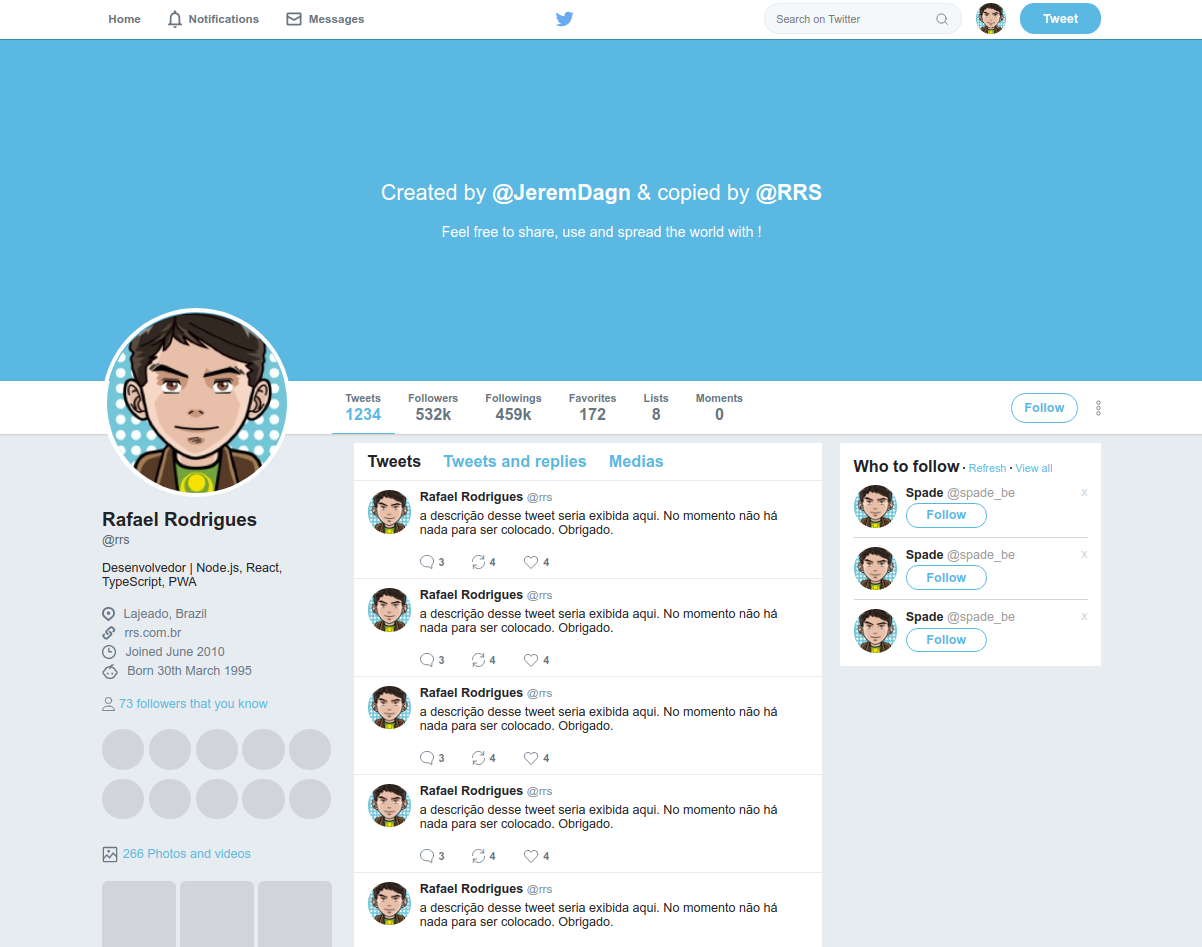 Home Notifications Messages Search on Twitter Tweet
Created by @JeremDagn & copied by @RRS
Feel free to share, use and spread the world with !
Tweets Followers Followings Favorites Lists Moments
1234 532k 459k 172 8 0
Follow
Rafael Rodrigues
@rrs
Desenvolvedor | Node.js, React,
TypeScript, PWA
Lajeado, Brazil
rrs.com.br
Joined June 2010
Born 30th March 1995
73 followers that you know
266 Photos and videos
Tweets Tweets and replies Medias
Rafael Rodrigues @rrs
a descrição desse tweet seria exibida aqui. No momento não há
nada para ser colocado. Obrigado.
3 4 4
Rafael Rodrigues @rrs
a descrição desse tweet seria exibida aqui. No momento não há
nada para ser colocado. Obrigado.
3 4 4
Rafael Rodrigues @rrs
a descrição desse tweet seria exibida aqui. No momento não há
nada para ser colocado. Obrigado.
3 4 4
Rafael Rodrigues @rrs
a descrição desse tweet seria exibida aqui. No momento não há
nada para ser colocado. Obrigado.
3 4 4
Rafael Rodrigues @rrs
a descrição desse tweet seria exibida aqui. No momento não há
nada para ser colocado. Obrigado.
Who to follow · Refresh · View all
Spade @spade_be x
Follow
Spade @spade_be x
Follow
Spade @spade_be x
Follow